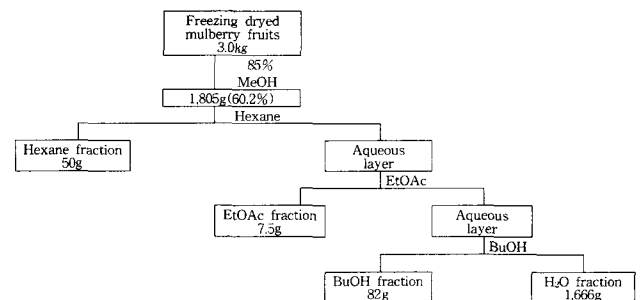 Freezing dryed
mulberry fruits
3.0kg
85%
MeOH
1,805g(60.2%)
Hexane
Hexane fraction
50g
Aqueous
layer
EtOAc
EtOAc fraction
7.5g
Aqueous
layer
BuOH
BuOH fraction
82g
H₂O fraction
1,666g